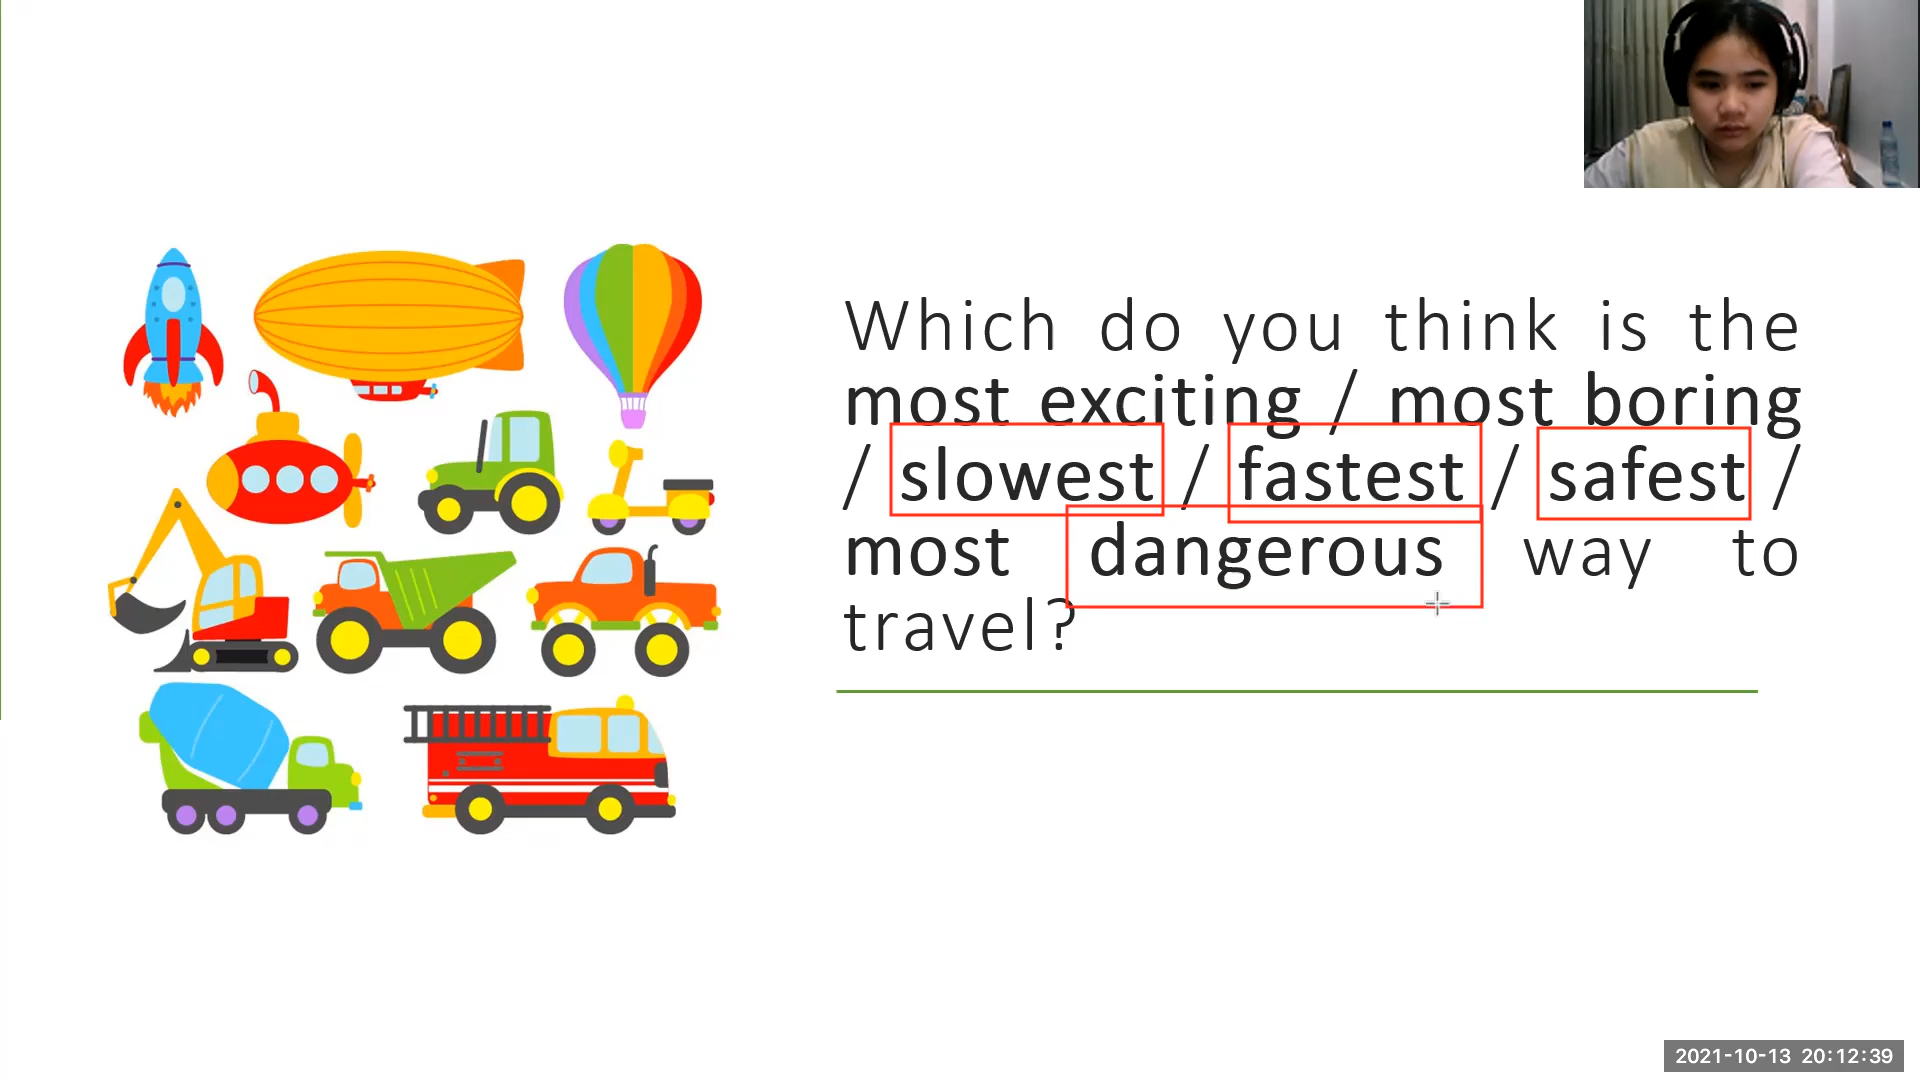 Which do you think is the
most exciting / most boring
/ slowest / fastest / safest /
most dangerous way to
travel?
2021-10-13 20:12:39